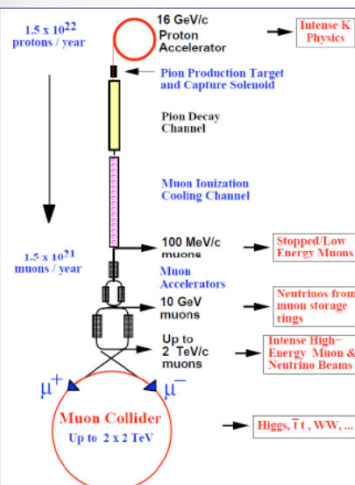 1.5 x 10²²
protons / year
16 GeV/c
Proton
Accelerator
Intense K
Physics
Pion Production Target
and Capture Solenoid
Pion Decay
Channel
Muon Ionization
Cooling Channel
1.5 x 10²¹
muons / year
100 MeV/c
muons
Stopped/Low
Energy Muons
Muon
Accelerators
10 GeV
muons
Neutrinos from
muon storage
rings
Up to
2 TeV/c
muons
Intense High-
Energy Muon &
Neutrino Beams
μ⁺
μ⁻
Muon Collider
Up to 2 x 2 TeV
Higgs, t̄ t , WW, ...